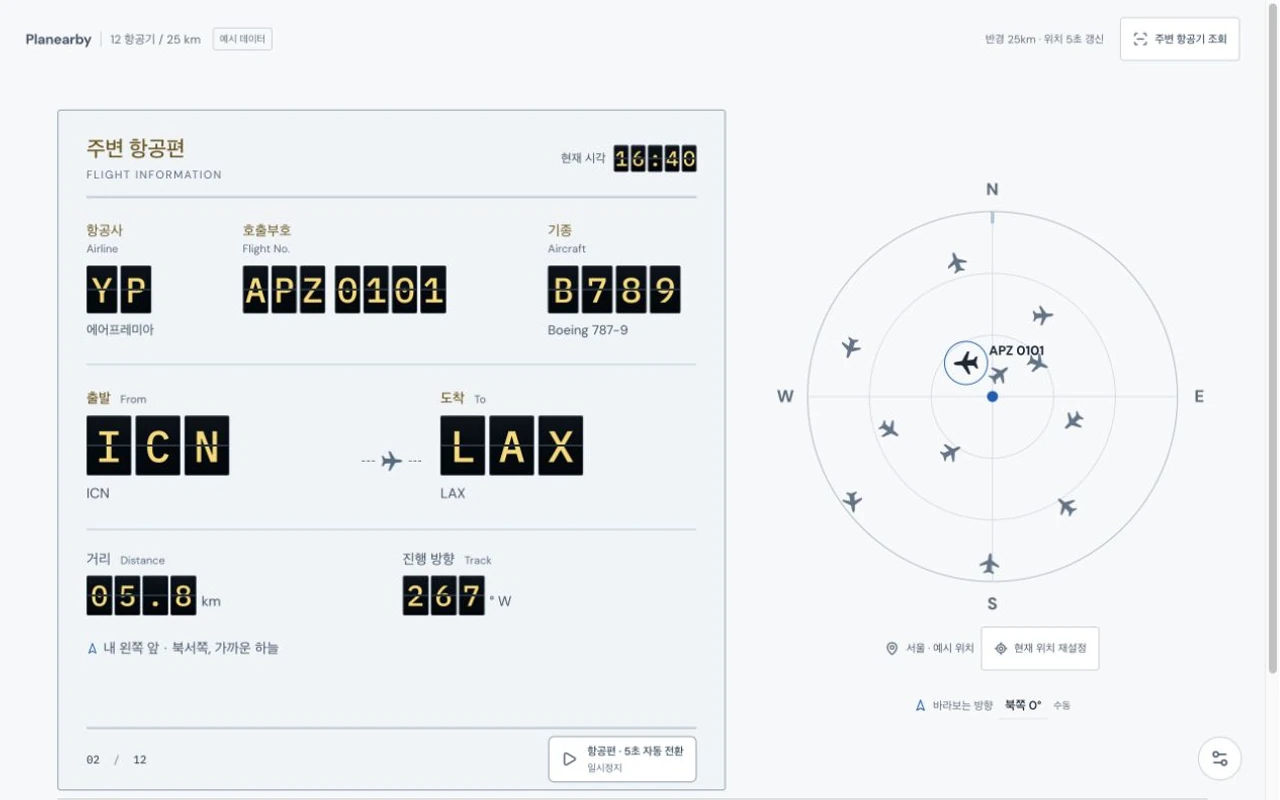 Planearby 12 항공기 / 25 km 예시 데이터
반경 25km · 위치 5초 갱신 주변 항공기 조회
주변 항공편
FLIGHT INFORMATION
현재 시각 16:40
항공사 호출부호 기종
Airline Flight No. Aircraft
YP APZ 0101 B789
에어프레미아 Boeing 787-9
출발 From 도착 To
ICN LAX
ICN LAX
거리 Distance 진행 방향 Track
05.8 km 267 ° W
내 왼쪽 앞 · 북서쪽, 가까운 하늘
02 / 12
항공편 · 5초 자동 전환
일시정지
N
APZ 0101
W E
S
서울 · 예시 위치 현재 위치 재설정
바라보는 방향 북쪽 0° 수동